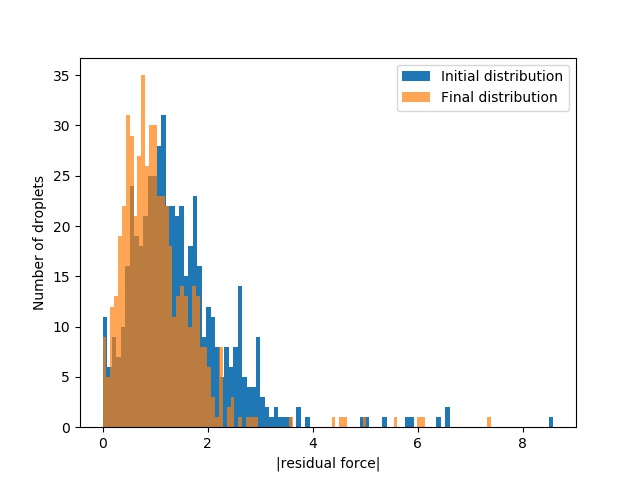 Initial distribution
Final distribution
35
30
25
20
15
10
5
0
Number of droplets
0 2 4 6 8
|residual force|